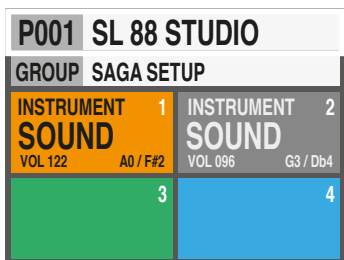 P001 SL 88 STUDIO
GROUP SAGA SETUP
INSTRUMENT 1
SOUND
VOL 122 A0 / F#2
INSTRUMENT 2
SOUND
VOL 096 G3 / Db4
3
4